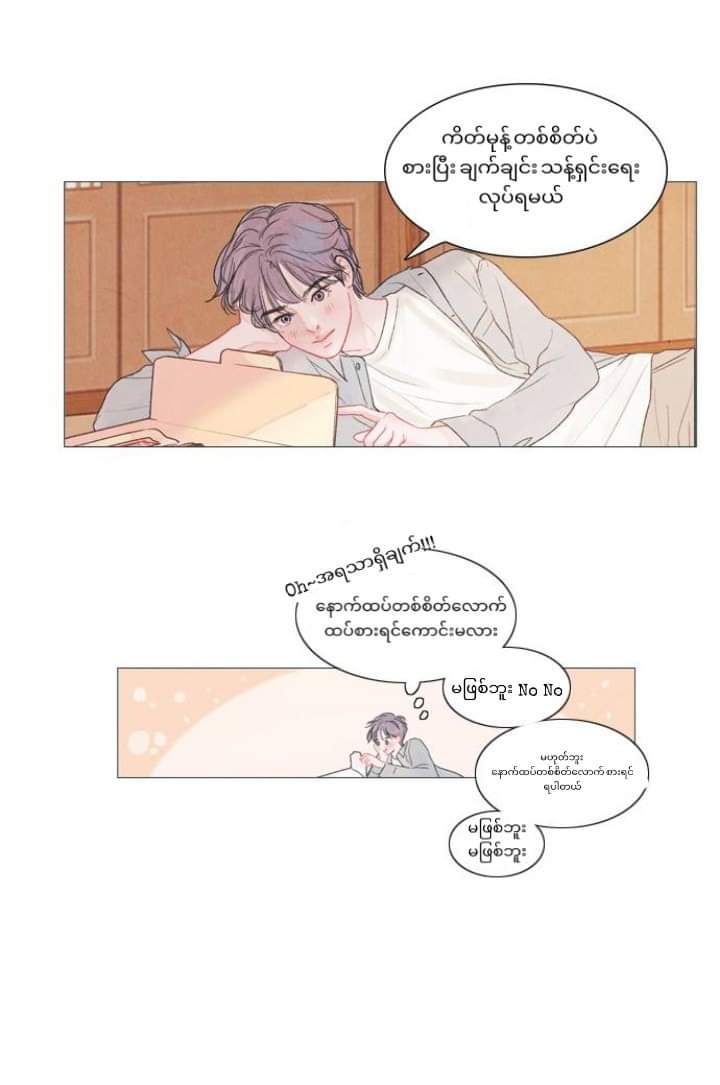 ကိတ်မုန့် တစ်စိတ်ပဲ
စားပြီး ချက်ချင်း သန့်ရှင်းရေး
လုပ်ရမယ်
Oh~အရသာရှိချက်!!!
နောက်ထပ်တစ်စိတ်လောက်
ထပ်စားရင်ကောင်းမလား
မဖြစ်ဘူး No No
မဟုတ်ဘူး
နောက်ထပ်တစ်စိတ်လောက် စားရင်
ရပါတယ်
မဖြစ်ဘူး
မဖြစ်ဘူး